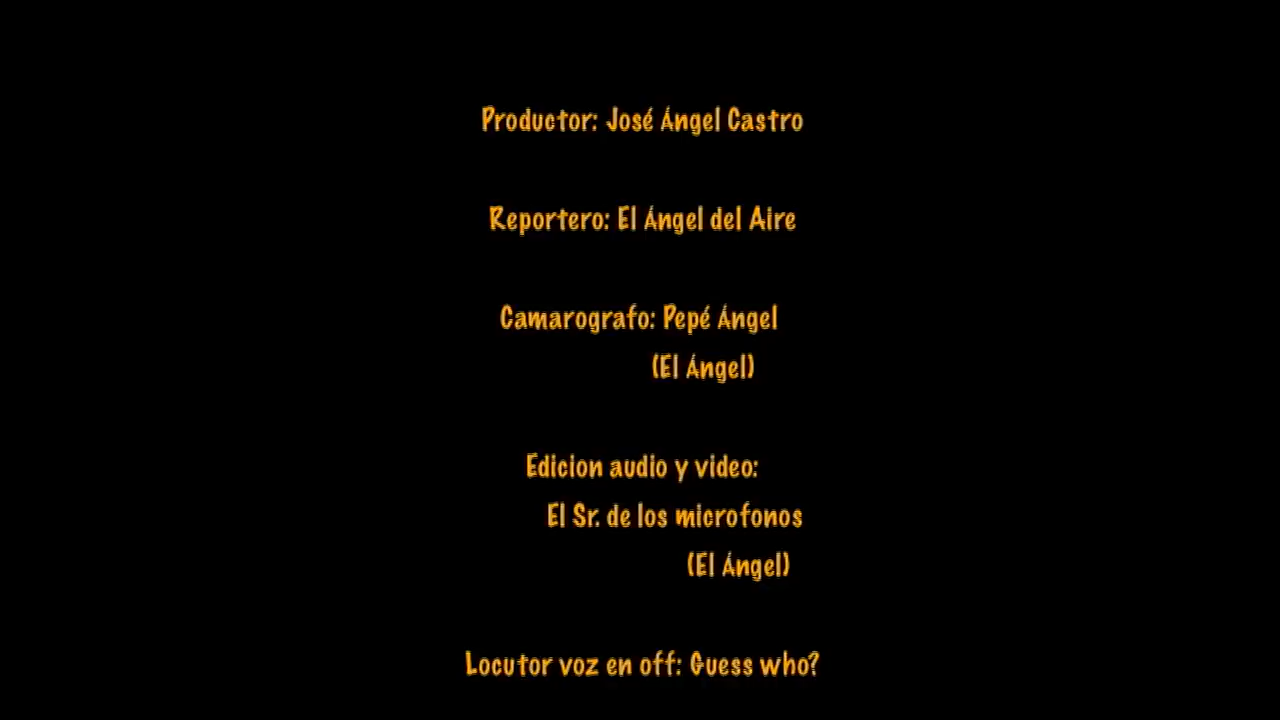 Productor: José Ángel Castro
Reportero: El Ángel del Aire
Camarografo: Pepé Ángel
(El Ángel)
Edicion audio y video:
El Sr. de los microfonos
(El Ángel)
Locutor voz en off: Guess who?